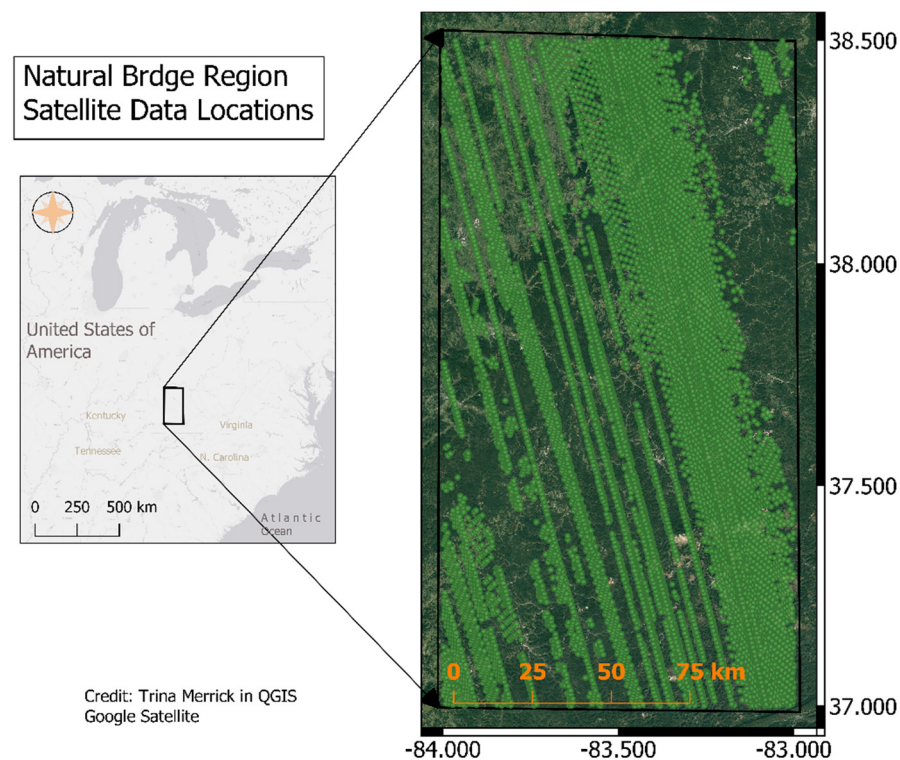 Natural Brdge Region
Satellite Data Locations
United States of
America
Kentucky
Virginia
Tennessee
N. Carolina
0 250 500 km
Atlantic
Ocean
Credit: Trina Merrick in QGIS
Google Satellite
38.500
38.000
37.500
37.000
0 25 50 75 km
-84.000 -83.500 -83.000